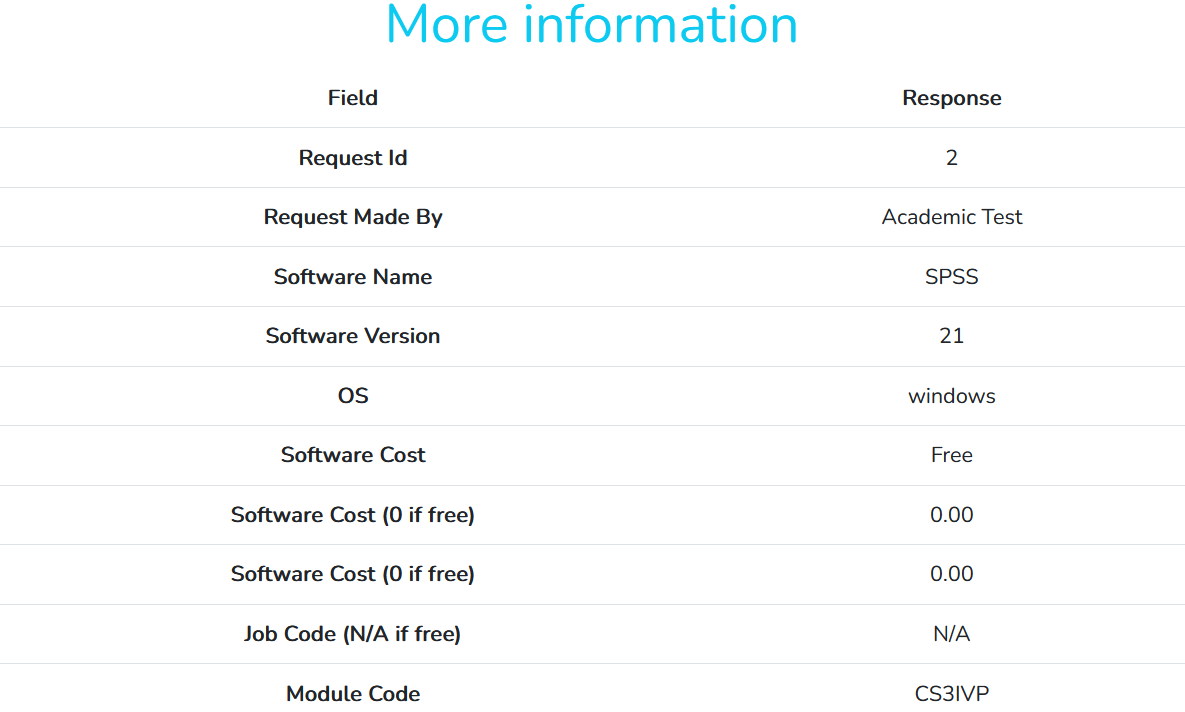 More information
Field Response
Request Id 2
Request Made By Academic Test
Software Name SPSS
Software Version 21
OS windows
Software Cost Free
Software Cost (0 if free) 0.00
Software Cost (0 if free) 0.00
Job Code (N/A if free) N/A
Module Code CS3IVP